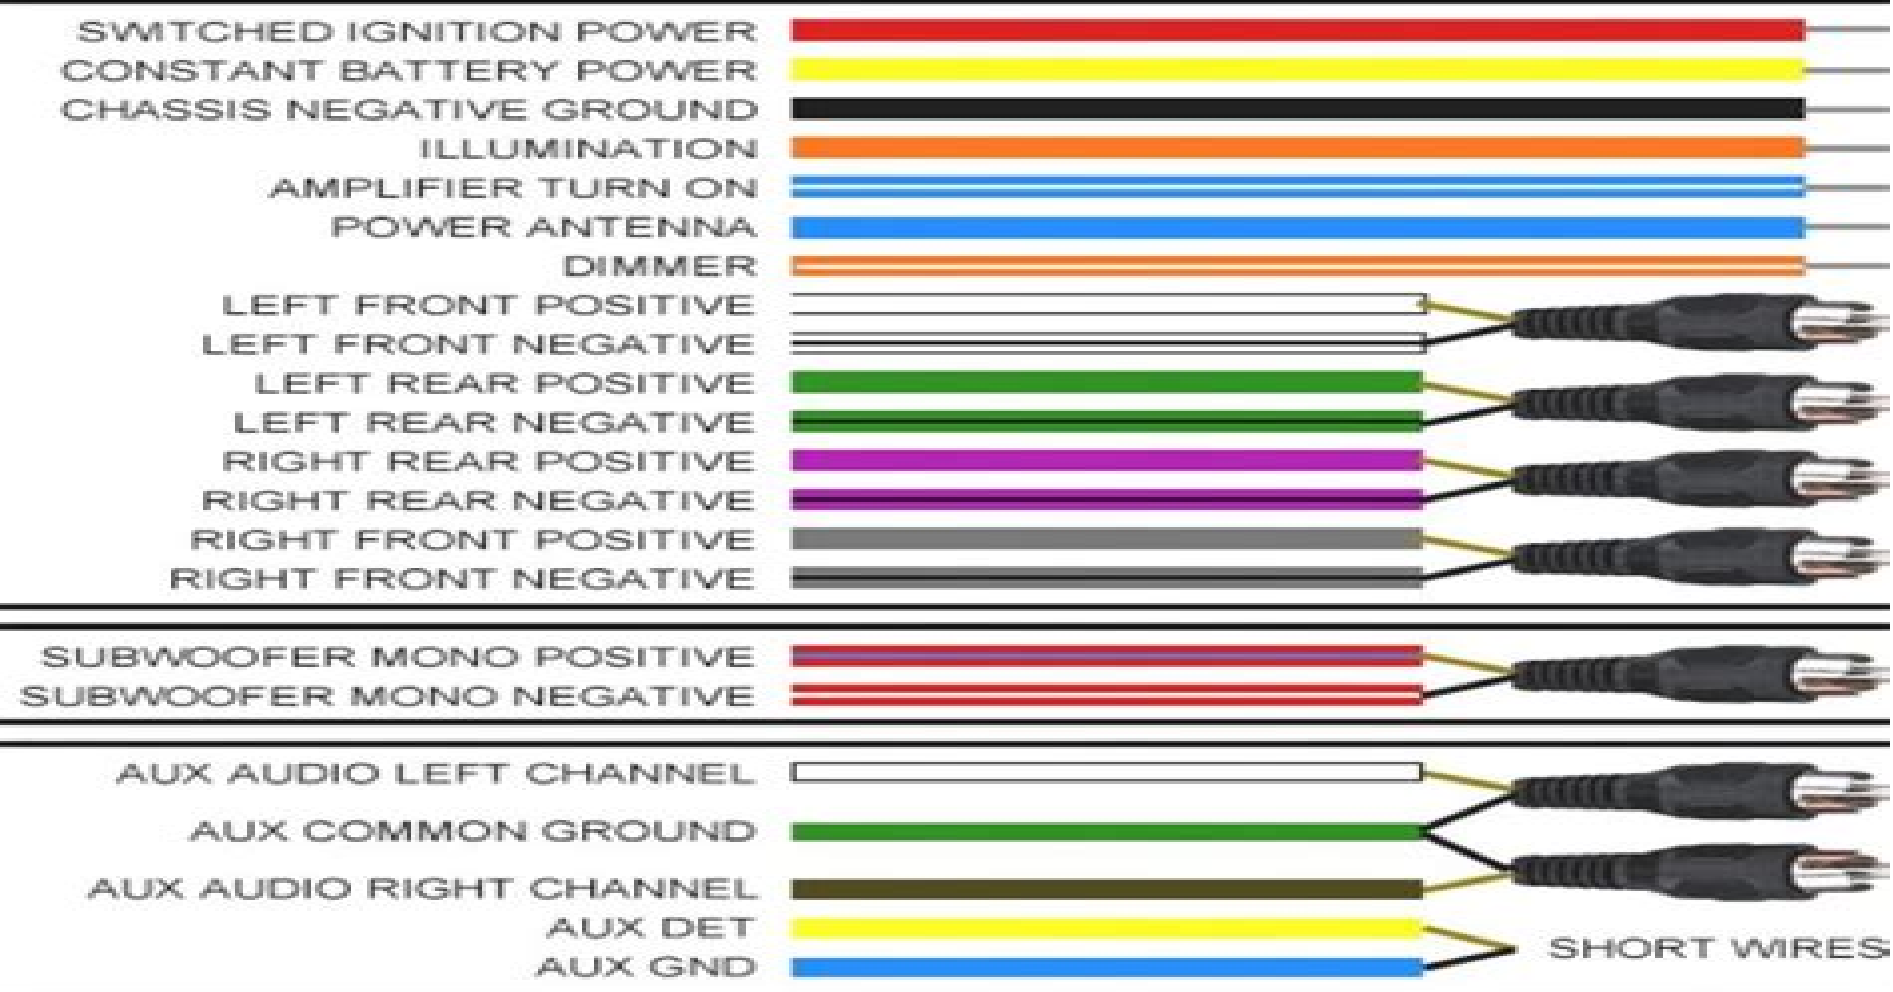 SWITCHED IGNITION POWER
CONSTANT BATTERY POWER
CHASSIS NEGATIVE GROUND
ILLUMINATION
AMPLIFIER TURN ON
POWER ANTENNA
DIMMER
LEFT FRONT POSITIVE
LEFT FRONT NEGATIVE
LEFT REAR POSITIVE
LEFT REAR NEGATIVE
RIGHT REAR POSITIVE
RIGHT REAR NEGATIVE
RIGHT FRONT POSITIVE
RIGHT FRONT NEGATIVE
SUBWOOFER MONO POSITIVE
SUBWOOFER MONO NEGATIVE
AUX AUDIO LEFT CHANNEL
AUX COMMON GROUND
AUX AUDIO RIGHT CHANNEL
AUX DET
SHORT WIRES
AUX GND